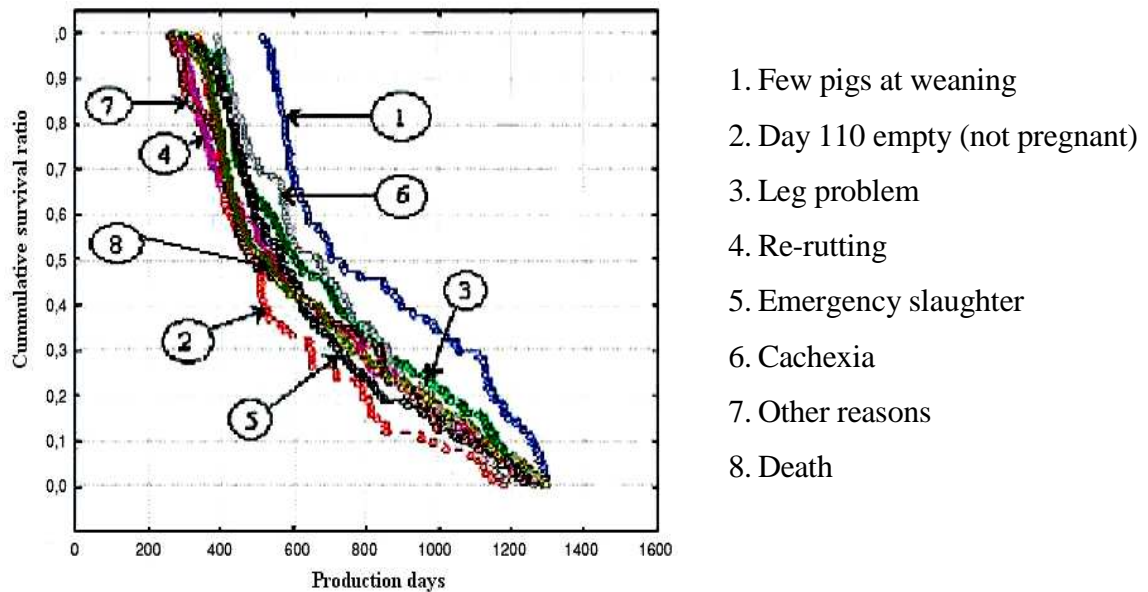 ,0
0,9
0,8
0,7
0,6
0,5
0,4
0,3
0,2
0,1
0,0
Cummulative survival ratio
7
1
4
6
8
3
2
5
0 200 400 600 800 1000 1200 1400 1600
Production days
1. Few pigs at weaning
2. Day 110 empty (not pregnant)
3. Leg problem
4. Re-rutting
5. Emergency slaughter
6. Cachexia
7. Other reasons
8. Death